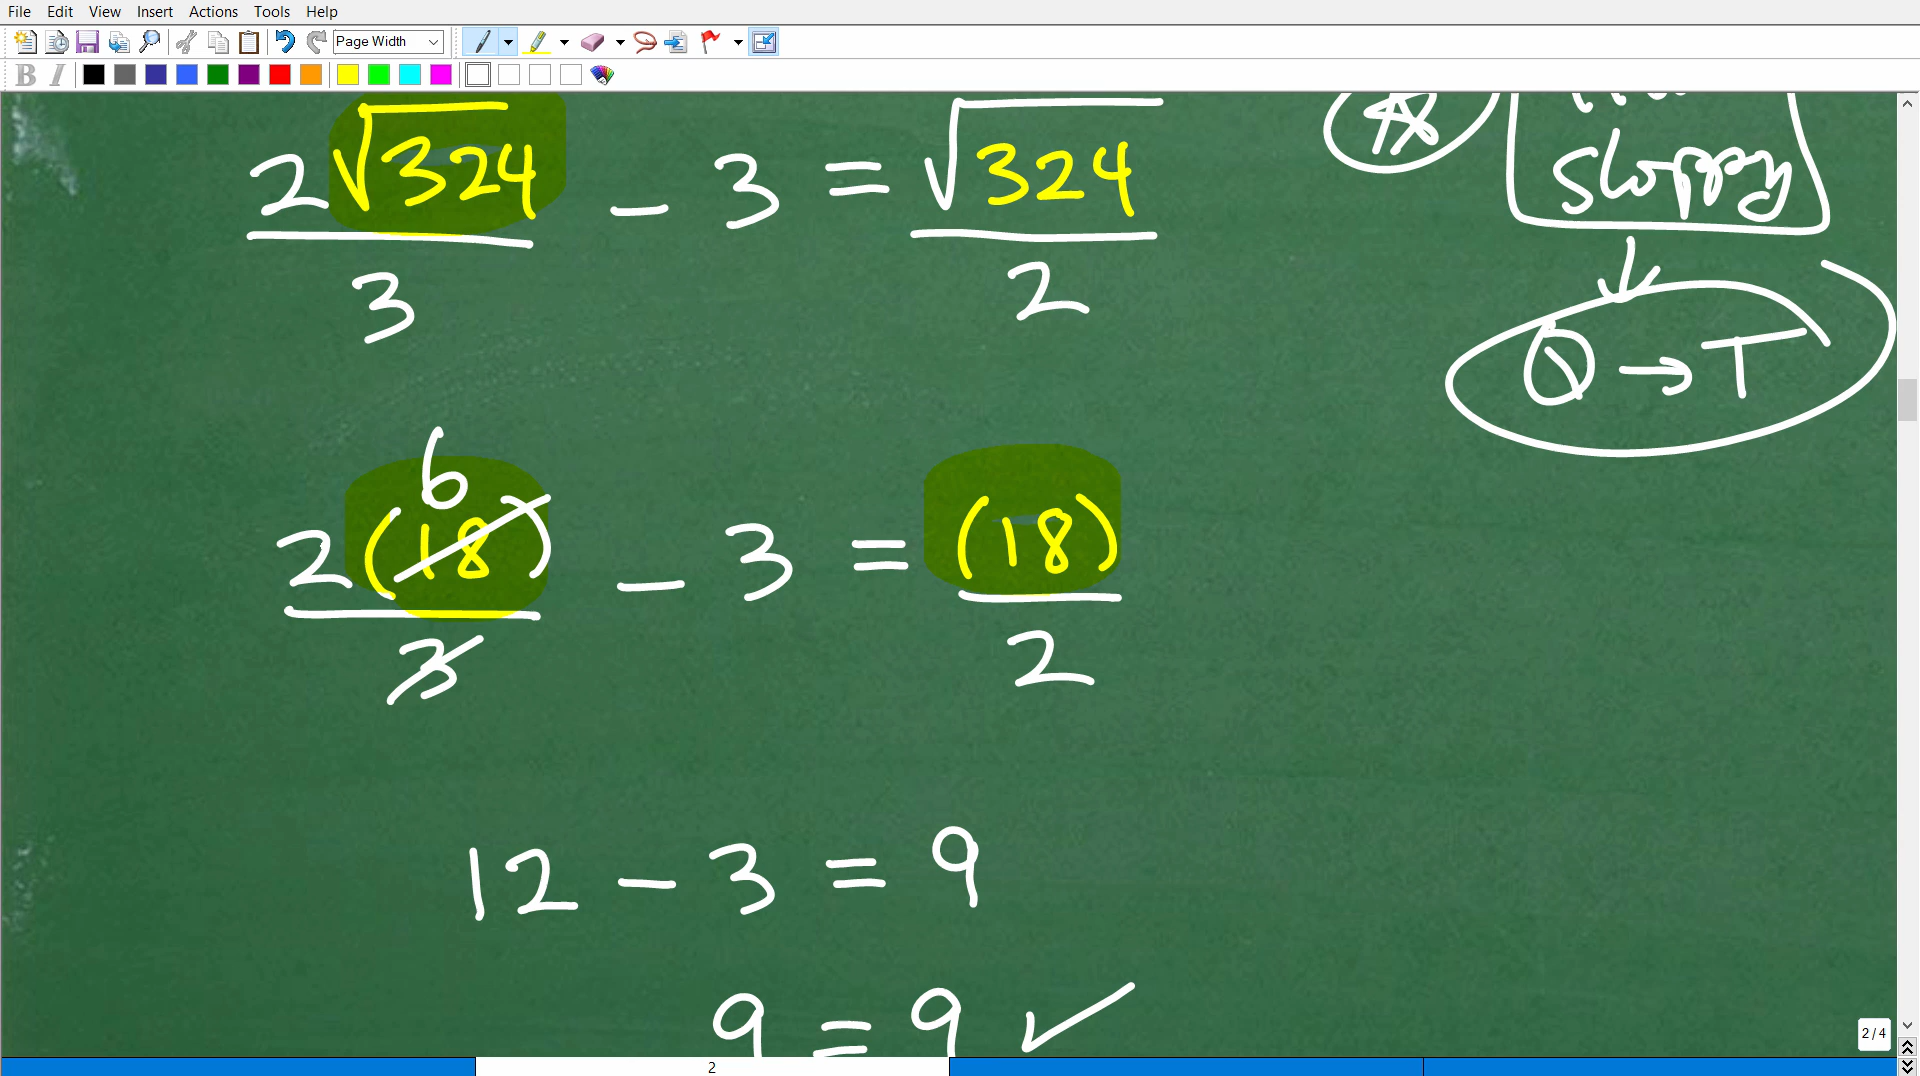 File Edit View Insert Actions Tools Help
Page Width
B I
2√324 / 3 - 3 = √324 / 2
sloppy
Q → T
6
2(18) / 3 - 3 = (18) / 2
12 - 3 = 9
9 = 9 ✓
2 / 4
2